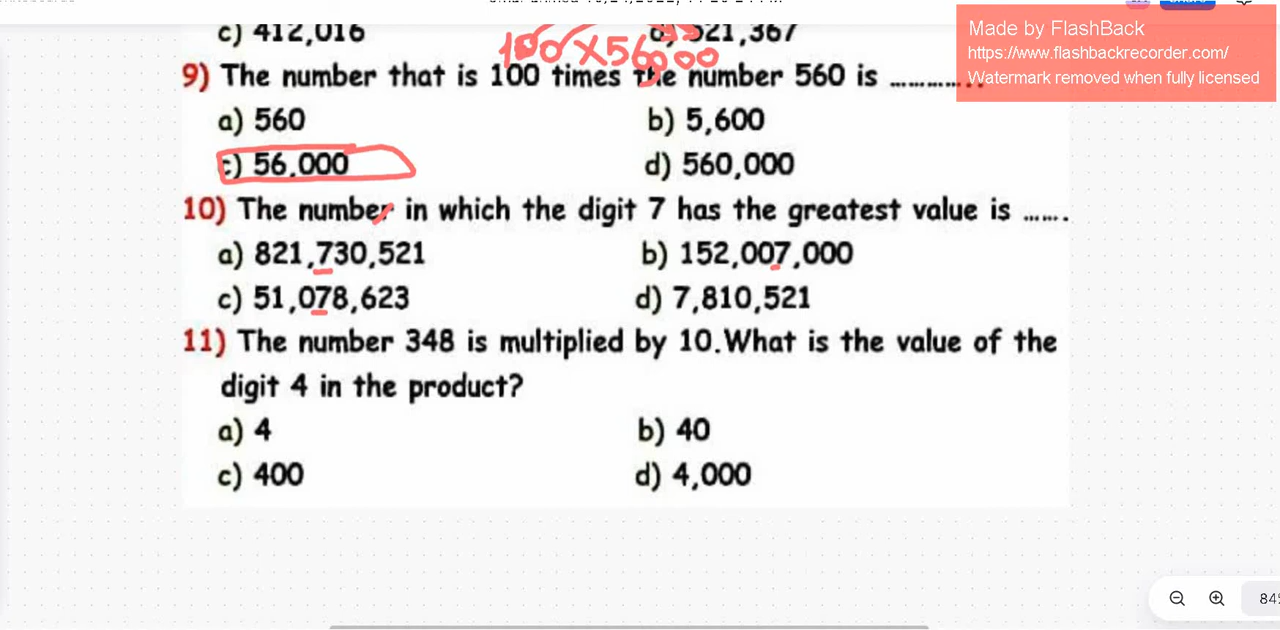 c) 412,016 521,367
100 X 56000
9) The number that is 100 times the number 560 is ..............
a) 560 b) 5,600
c) 56,000 d) 560,000
10) The number in which the digit 7 has the greatest value is .......
a) 821,730,521 b) 152,007,000
c) 51,078,623 d) 7,810,521
11) The number 348 is multiplied by 10.What is the value of the
digit 4 in the product?
a) 4 b) 40
c) 400 d) 4,000
Made by FlashBack
https://www.flashbackrecorder.com/
Watermark removed when fully licensed
84